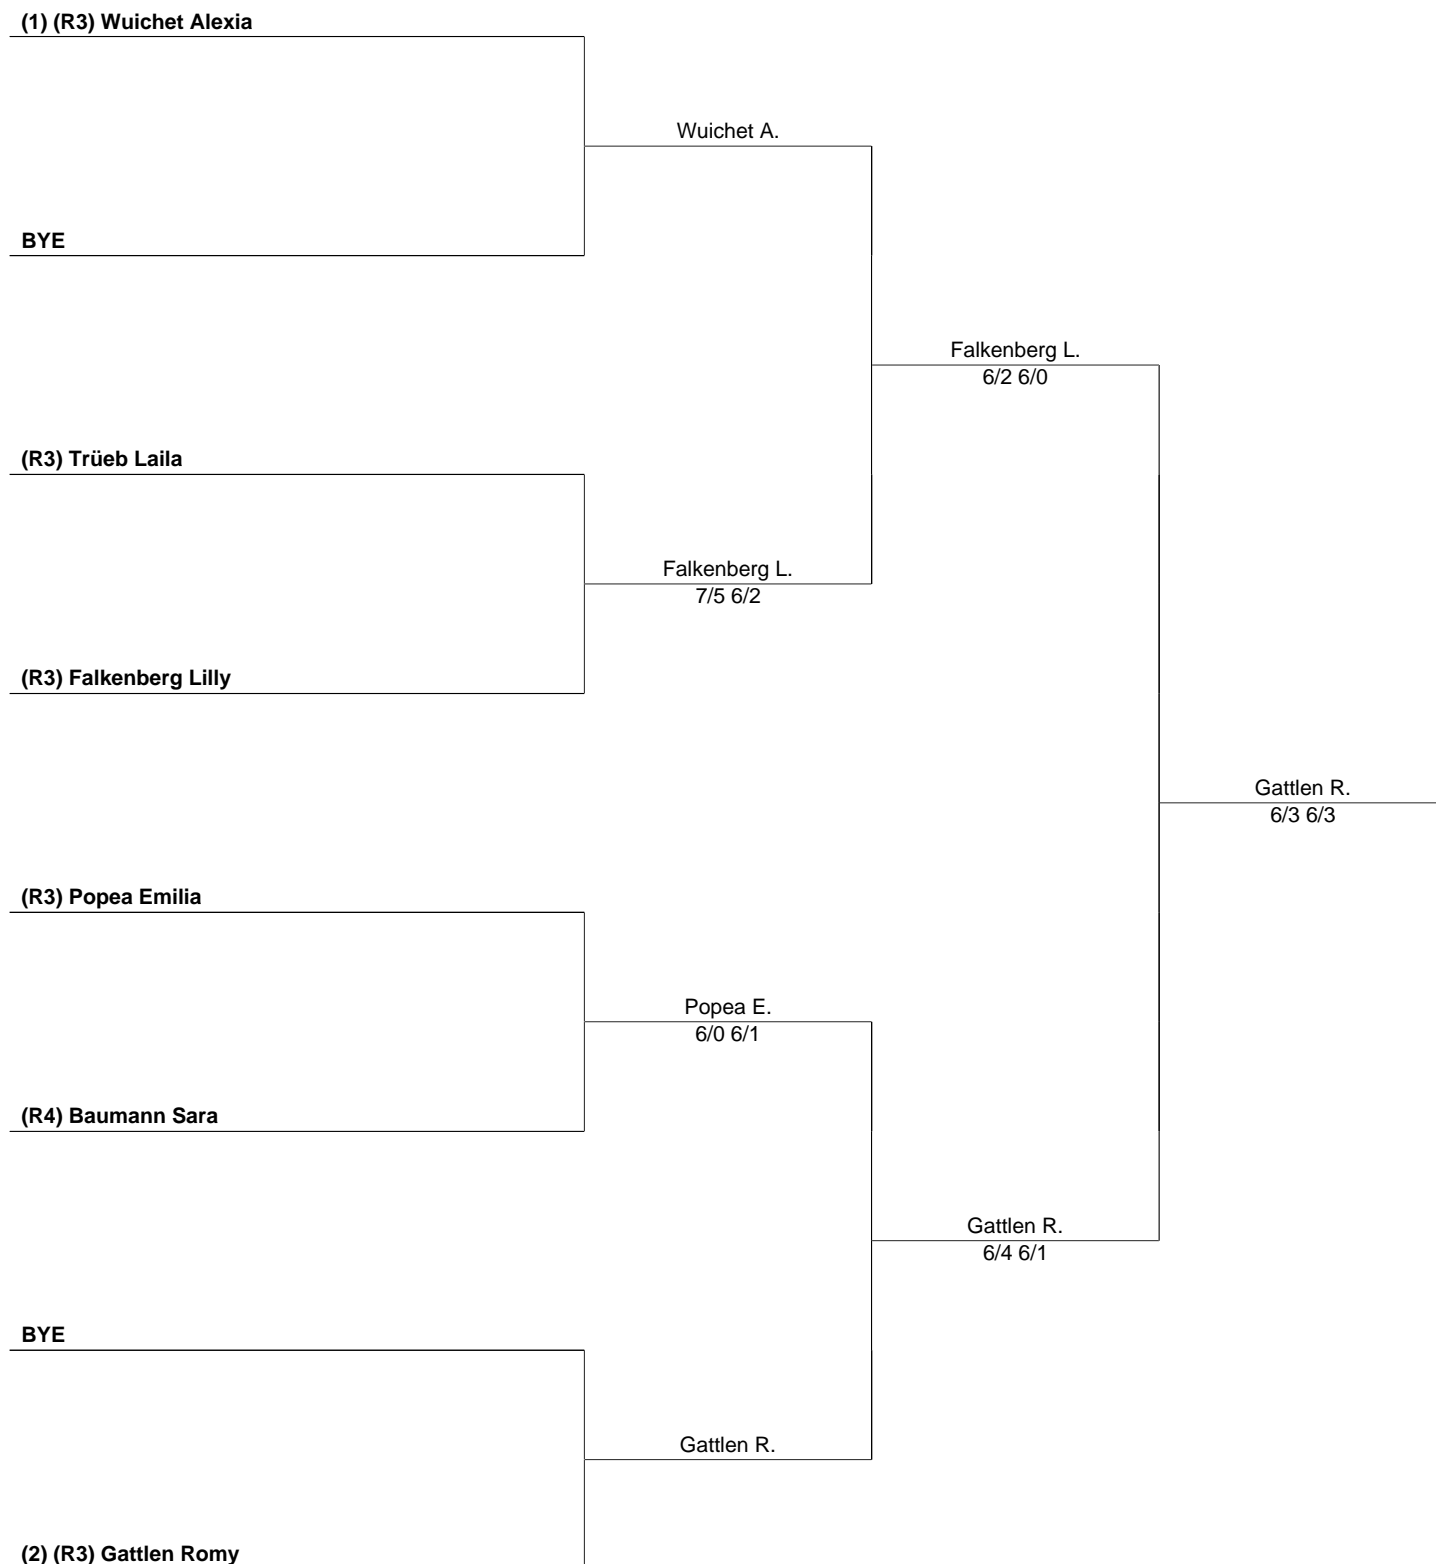 (1) (R3) Wuichet Alexia
Wuichet A.
BYE
Falkenberg L.
6/2 6/0
(R3) Trüeb Laila
Falkenberg L.
7/5 6/2
(R3) Falkenberg Lilly
Gattlen R.
6/3 6/3
(R3) Popea Emilia
Popea E.
6/0 6/1
(R4) Baumann Sara
Gattlen R.
6/4 6/1
BYE
Gattlen R.
(2) (R3) Gattlen Romy